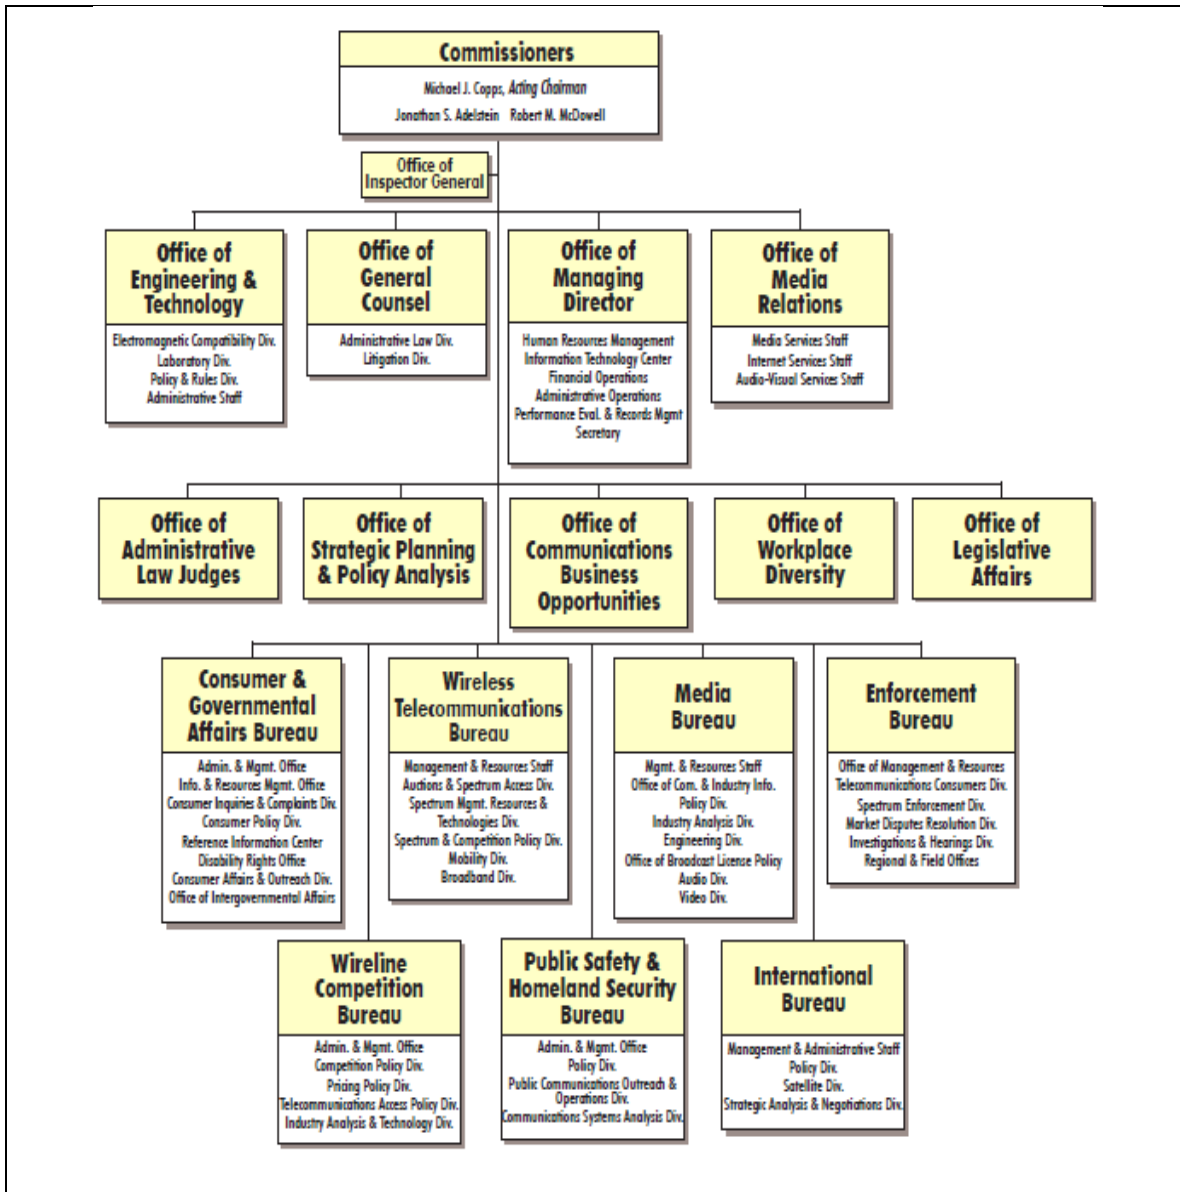 Commissioners
Michael J. Copps, Acting Chairman
Jonathan S. Adelstein Robert M. McDowell
Office of
Inspector General
Office of
Engineering &
Technology
Electromagnetic Compatibility Div.
Laboratory Div.
Policy & Rules Div.
Administrative Staff
Office of
General
Counsel
Administrative Law Div.
Litigation Div.
Office of
Managing
Director
Human Resources Management
Information Technology Center
Financial Operations
Administrative Operations
Performance Eval. & Records Mgmt
Secretary
Office of
Media
Relations
Media Services Staff
Internet Services Staff
Audio-Visual Services Staff
Office of
Administrative
Law Judges
Office of
Strategic Planning
& Policy Analysis
Office of
Communications
Business
Opportunities
Office of
Workplace
Diversity
Office of
Legislative
Affairs
Consumer &
Governmental
Affairs Bureau
Admin. & Mgmt. Office
Info. & Resources Mgmt. Office
Consumer Inquiries & Complaints Div.
Consumer Policy Div.
Reference Information Center
Disability Rights Office
Consumer Affairs & Outreach Div.
Office of Intergovernmental Affairs
Wireless
Telecommunications
Bureau
Management & Resources Staff
Auctions & Spectrum Access Div.
Spectrum Mgmt. Resources &
Technologies Div.
Spectrum & Competition Policy Div.
Mobility Div.
Broadband Div.
Media
Bureau
Mgmt. & Resources Staff
Office of Com. & Industry Info.
Policy Div.
Industry Analysis Div.
Engineering Div.
Office of Broadcast License Policy
Audio Div.
Video Div.
Enforcement
Bureau
Office of Management & Resources
Telecommunications Consumers Div.
Spectrum Enforcement Div.
Market Disputes Resolution Div.
Investigations & Hearings Div.
Regional & Field Offices
Wireline
Competition
Bureau
Admin. & Mgmt. Office
Competition Policy Div.
Pricing Policy Div.
Telecommunications Access Policy Div.
Industry Analysis & Technology Div.
Public Safety &
Homeland Security
Bureau
Admin. & Mgmt. Office
Policy Div.
Public Communications Outreach &
Operations Div.
Communications Systems Analysis Div.
International
Bureau
Management & Administrative Staff
Policy Div.
Satellite Div.
Strategic Analysis & Negotiations Div.